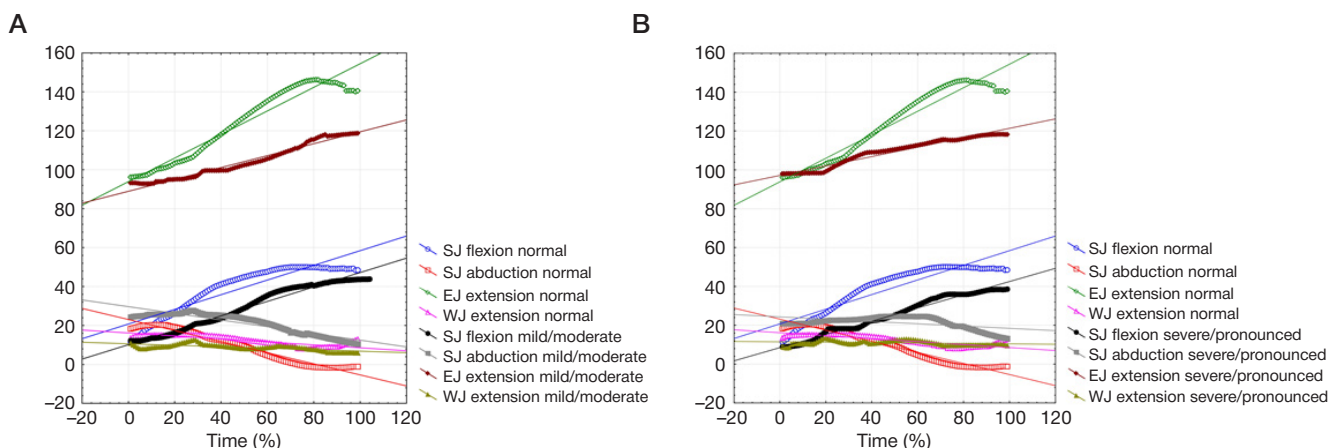 A
160
140
120
100
80
60
40
20
0
−20
−20 0 20 40 60 80 100 120
Time (%)
SJ flexion normal
SJ abduction normal
EJ extension normal
WJ extension normal
SJ flexion mild/moderate
SJ abduction mild/moderate
EJ extension mild/moderate
WJ extension mild/moderate
B
160
140
120
100
80
60
40
20
0
−20
−20 0 20 40 60 80 100 120
Time (%)
SJ flexion normal
SJ abduction normal
EJ extension normal
WJ extension normal
SJ flexion severe/pronounced
SJ abduction severe/pronounced
EJ extension severe/pronounced
WJ extension severe/pronounced